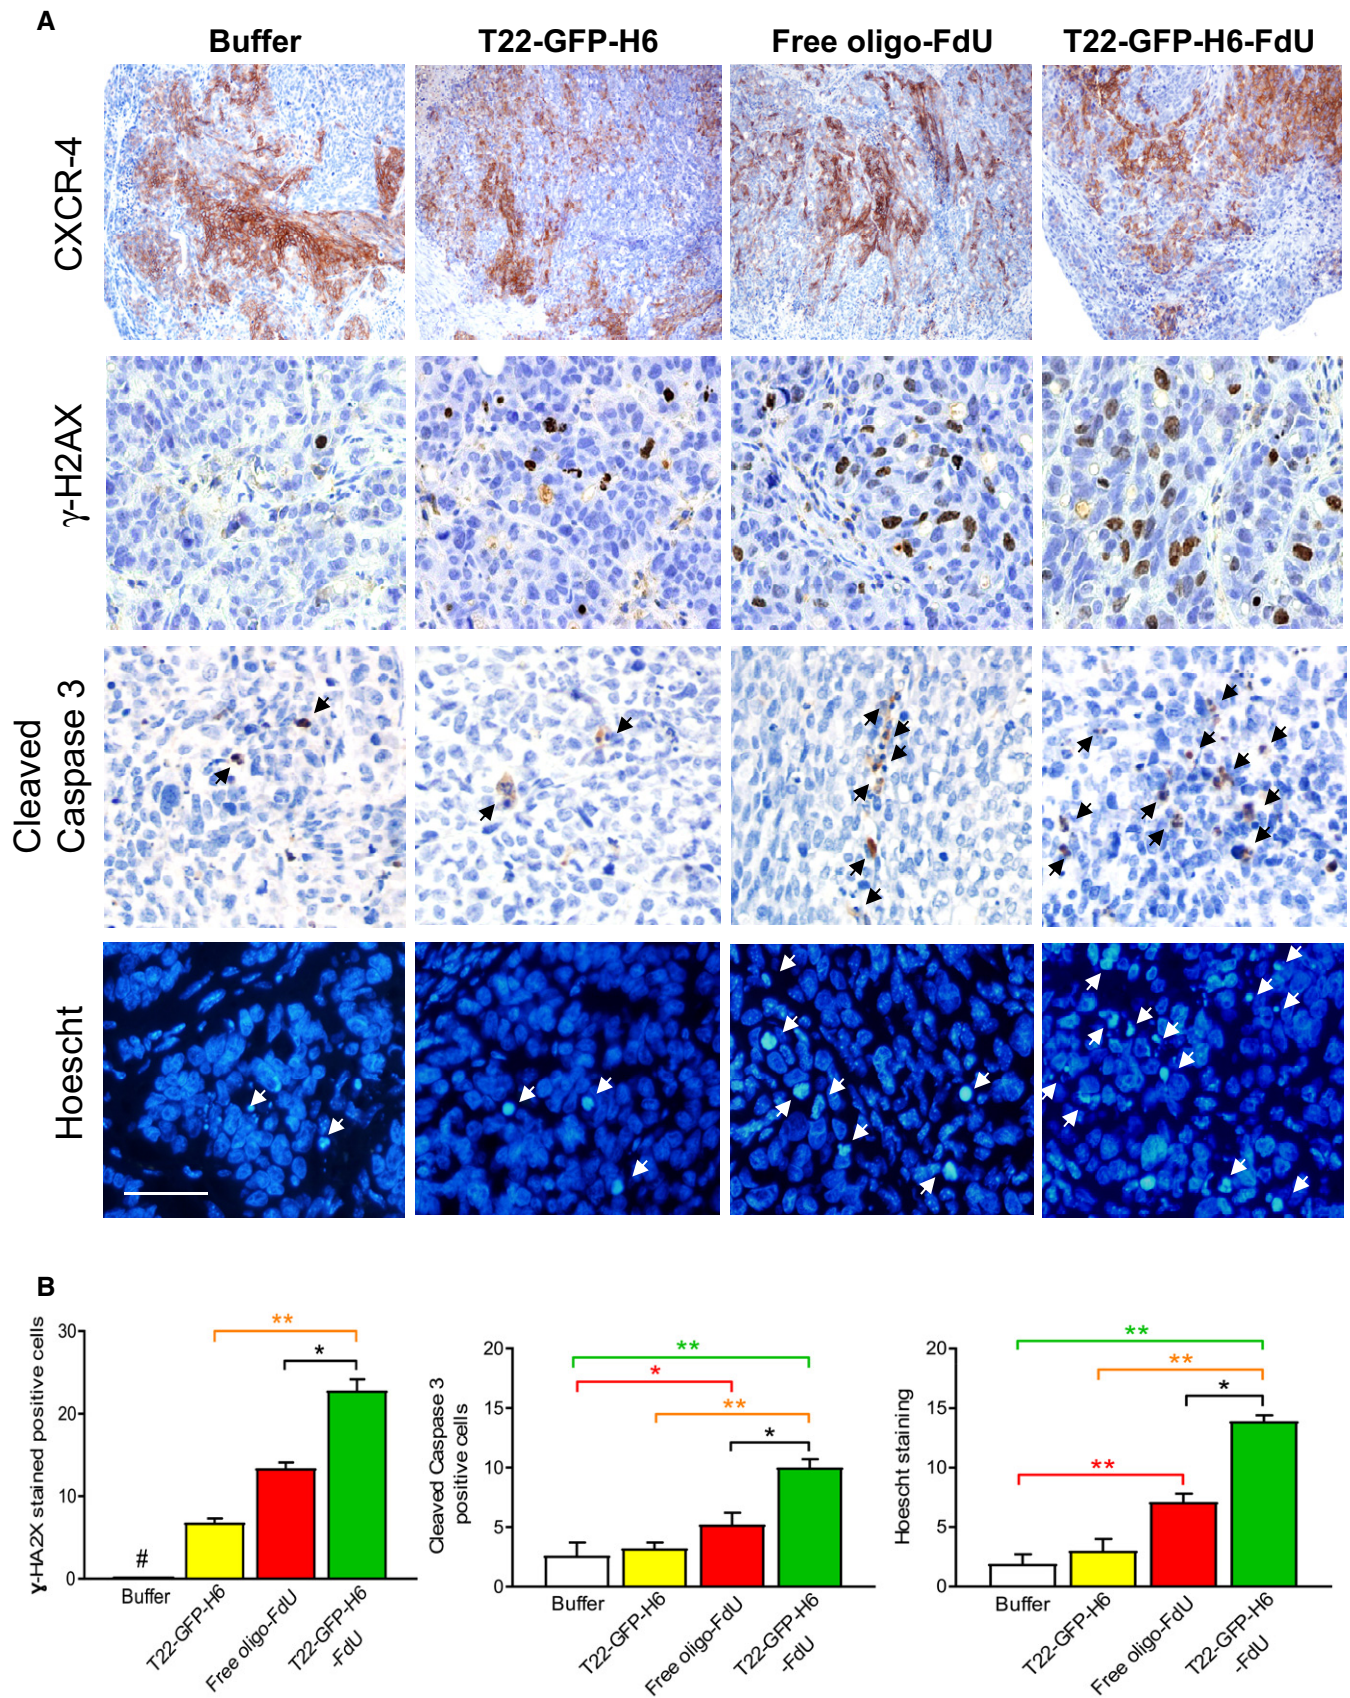 A
Buffer
T22-GFP-H6
Free oligo-FdU
T22-GFP-H6-FdU
CXCR-4
γ-H2AX
Cleaved
Caspase 3
Hoescht
B
γ-HA2X stained positive cells
30
20
10
0
**
*
#
Buffer
T22-GFP-H6
Free oligo-FdU
T22-GFP-H6
-FdU
Cleaved Caspase 3
positive cells
20
15
10
5
0
**
*
**
*
Buffer
T22-GFP-H6
Free oligo-FdU
T22-GFP-H6
-FdU
Hoescht staining
20
15
10
5
0
**
**
*
**
Buffer
T22-GFP-H6
Free oligo-FdU
T22-GFP-H6
-FdU